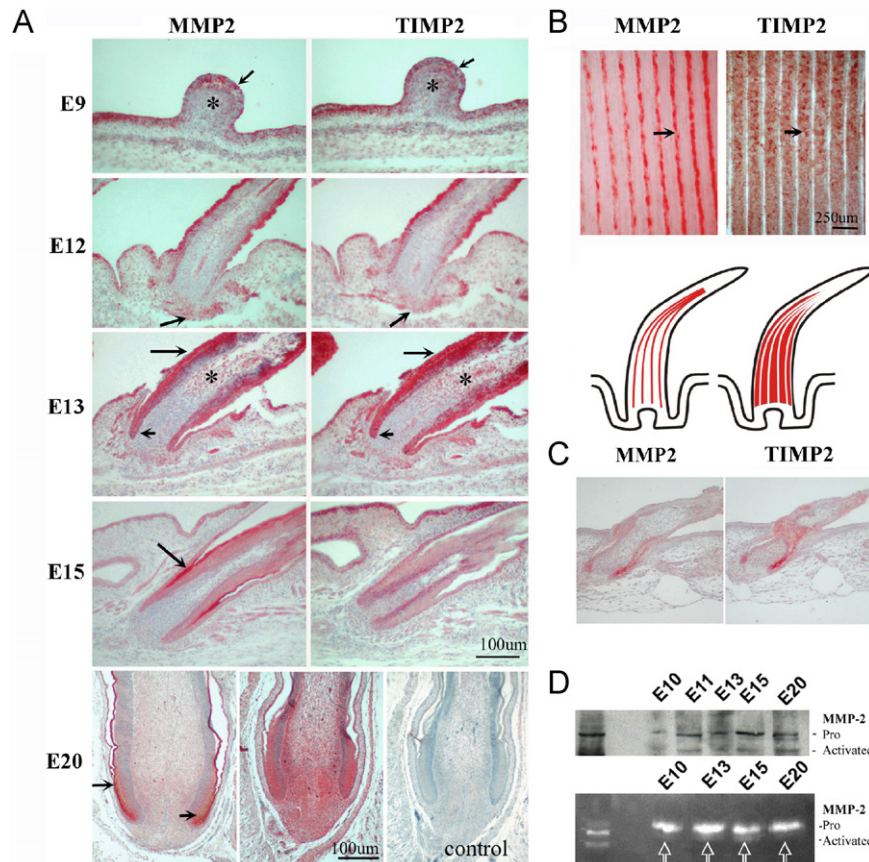 A
MMP2 TIMP2
E9
E12
E13
E15
100um
E20
100um
control
B
MMP2 TIMP2
250um
C
MMP2 TIMP2
D
E10 E11 E13 E15 E20
MMP-2
- Pro
- Activated
E10 E13 E15 E20
MMP-2
-Pro
-Activated